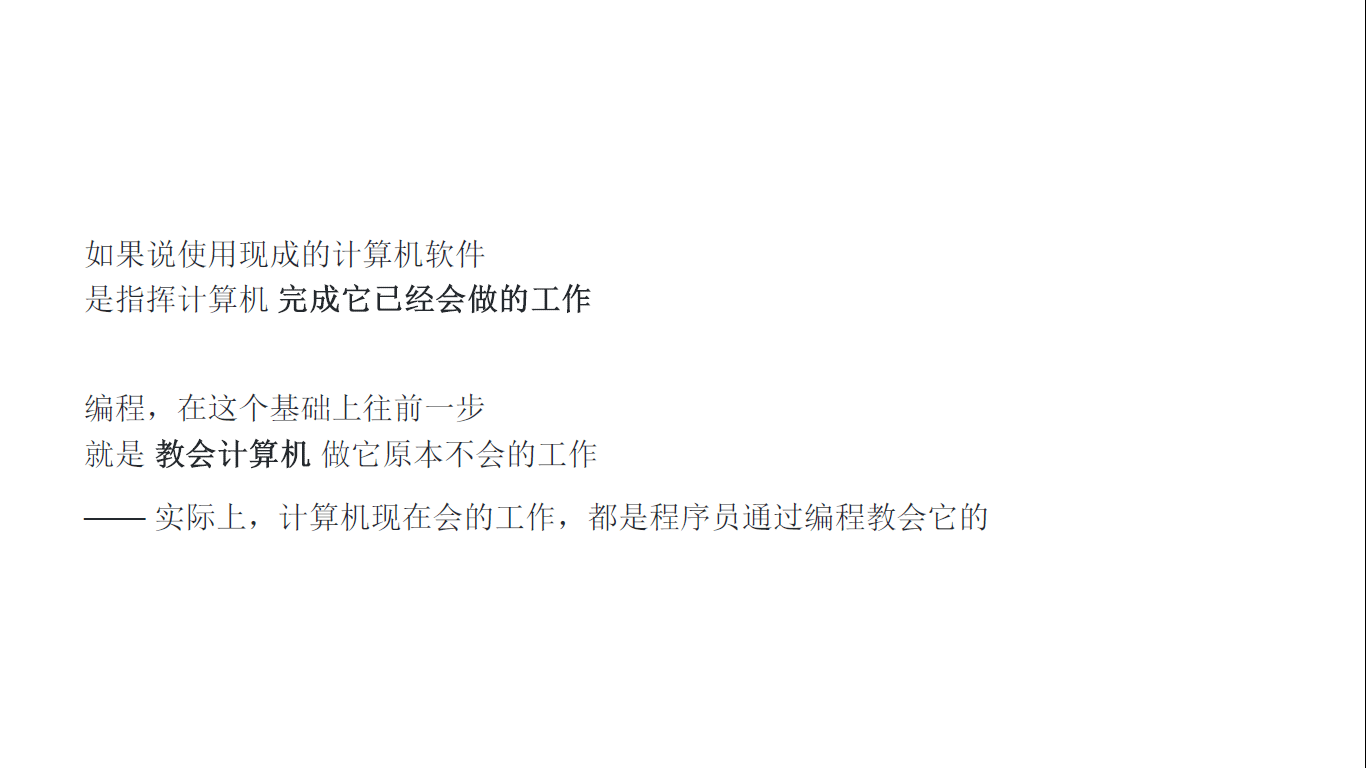 如果说使用现成的计算机软件
是指挥计算机 完成它已经会做的工作
编程，在这个基础上往前一步
就是 教会计算机 做它原本不会的工作
—— 实际上，计算机现在会的工作，都是程序员通过编程教会它的